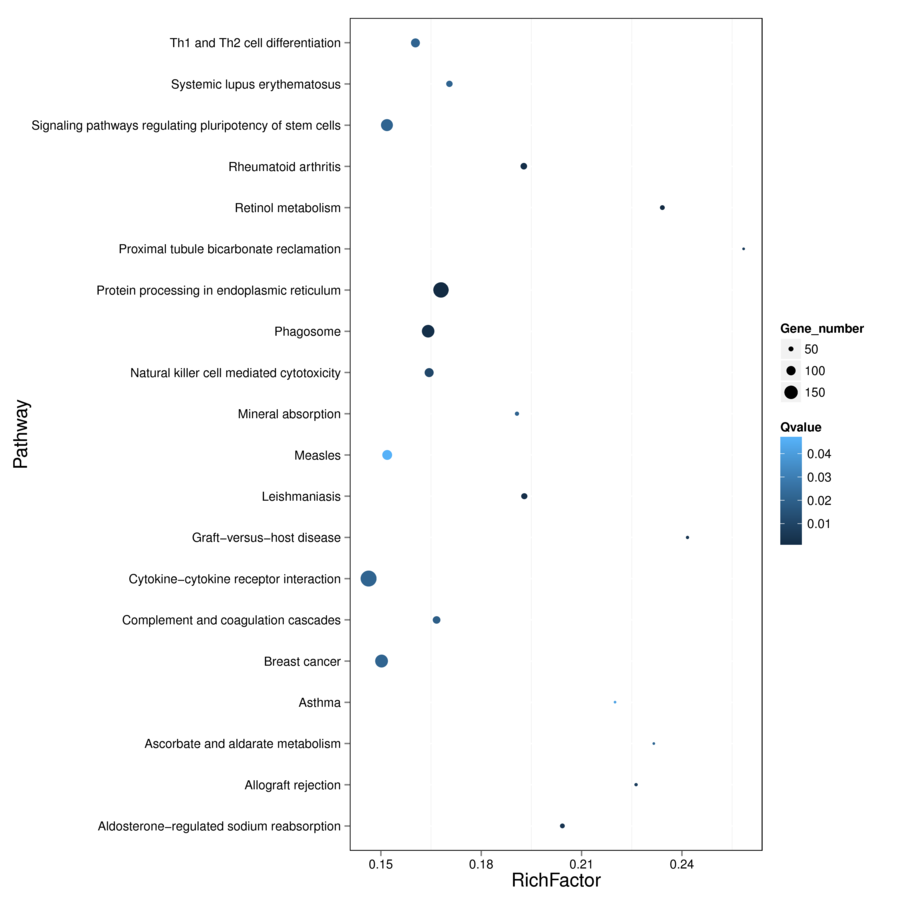 Th1 and Th2 cell differentiation
Systemic lupus erythematosus
Signaling pathways regulating pluripotency of stem cells
Rheumatoid arthritis
Retinol metabolism
Proximal tubule bicarbonate reclamation
Protein processing in endoplasmic reticulum
Phagosome
Natural killer cell mediated cytotoxicity
Mineral absorption
Measles
Leishmaniasis
Graft−versus−host disease
Cytokine−cytokine receptor interaction
Complement and coagulation cascades
Breast cancer
Asthma
Ascorbate and aldarate metabolism
Allograft rejection
Aldosterone−regulated sodium reabsorption
Pathway
0.15 0.18 0.21 0.24
RichFactor
Gene_number
50
100
150
Qvalue
0.04
0.03
0.02
0.01